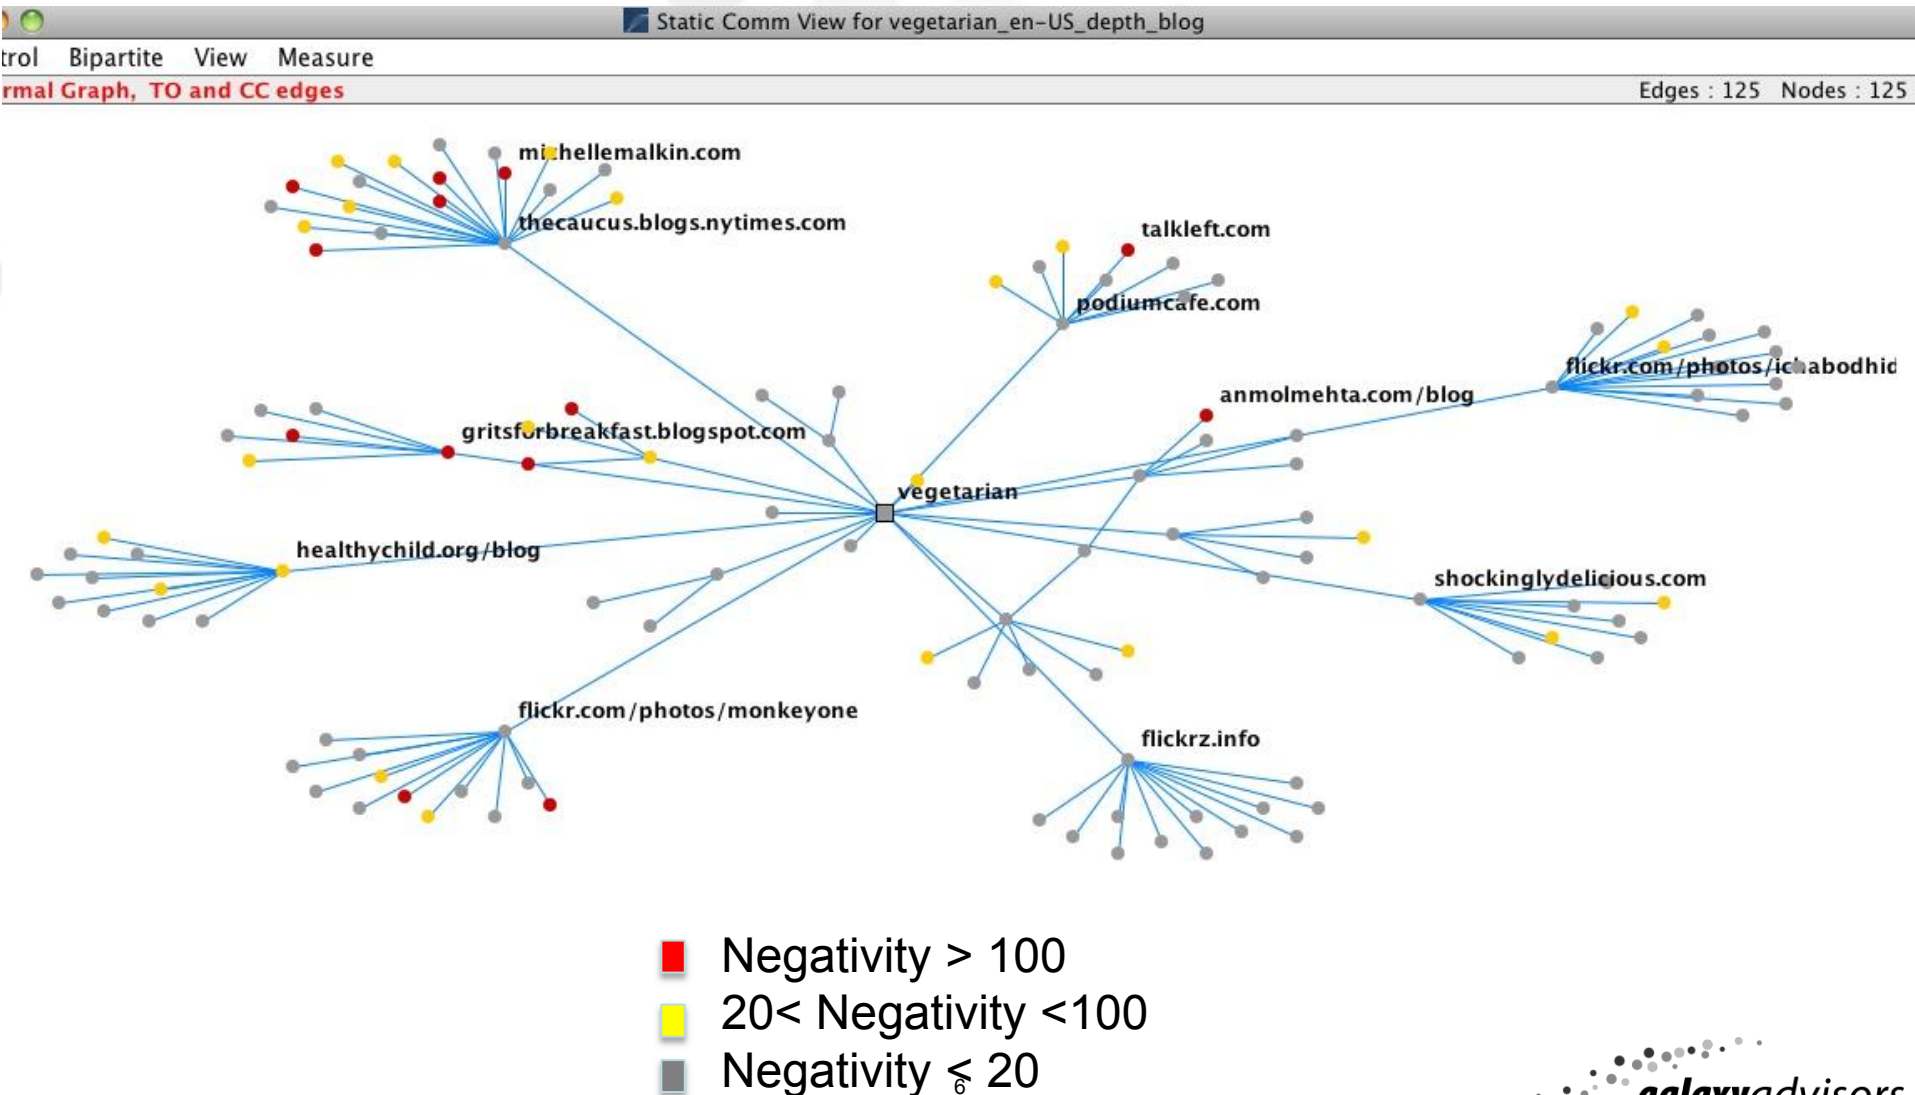 Static Comm View for vegetarian_en-US_depth_blog
trol Bipartite View Measure
rmal Graph, TO and CC edges
Edges : 125 Nodes : 125
michellemalkin.com
thecaucus.blogs.nytimes.com
talkleft.com
podiumcafe.com
flickr.com/photos/ichabodhid
anmolmehta.com/blog
gritsforbreakfast.blogspot.com
vegetarian
healthychild.org/blog
shockinglydelicious.com
flickr.com/photos/monkeyone
flickrz.info
Negativity > 100
20< Negativity <100
Negativity < 20
6
galaxyadvisors